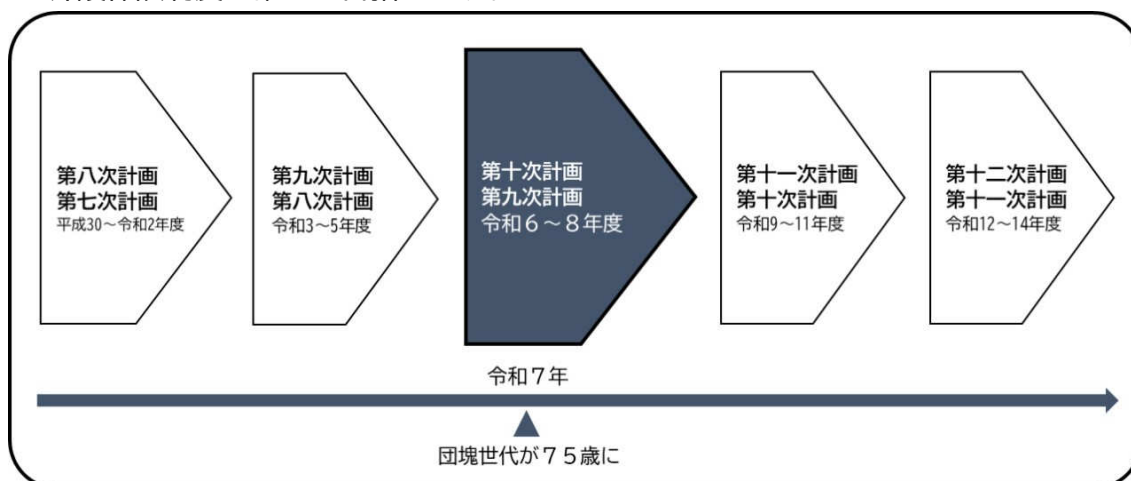 第八次計画
第七次計画
平成30～令和2年度
第九次計画
第八次計画
令和3～5年度
第十次計画
第九次計画
令和６～８年度
第十一次計画
第十次計画
令和9～11年度
第十二次計画
第十一次計画
令和12～14年度
令和７年
団塊世代が７５歳に